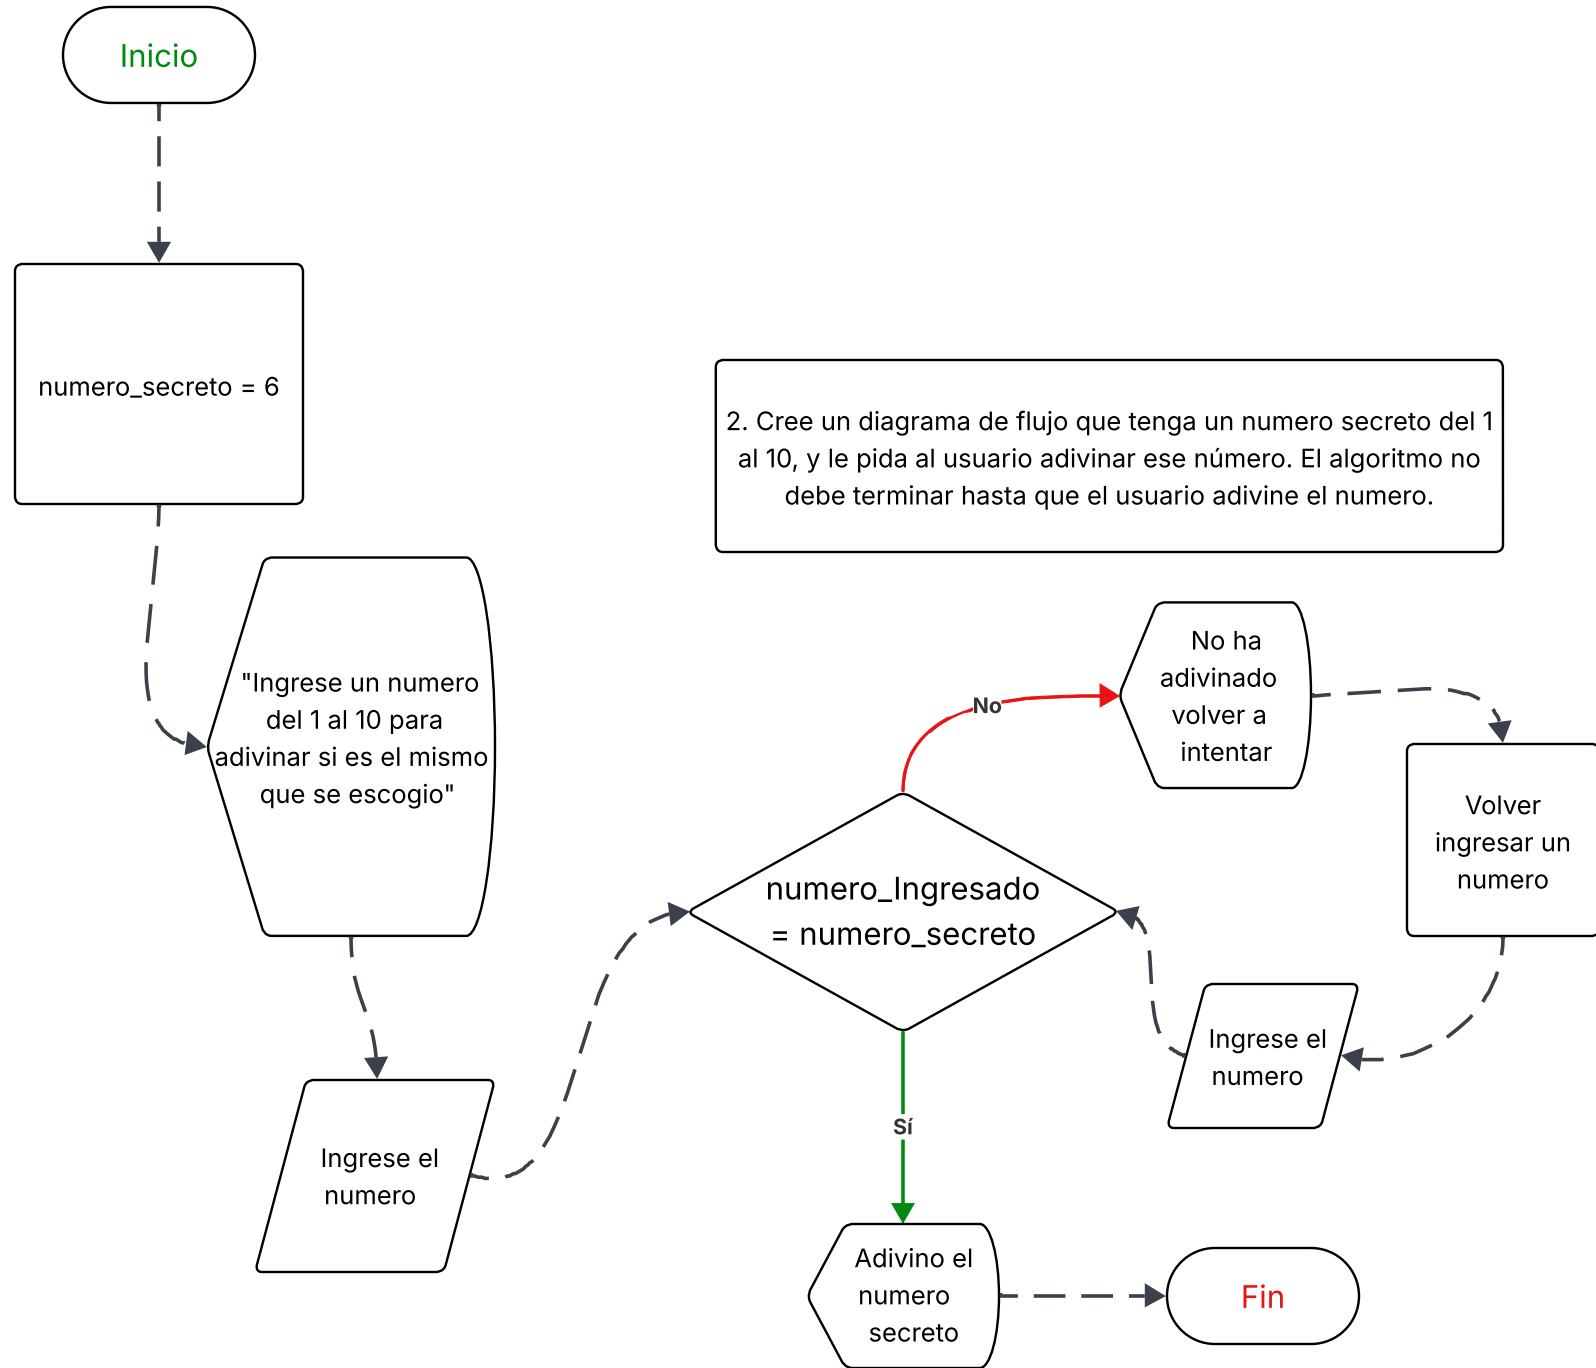 Inicio
numero_secreto = 6
2. Cree un diagrama de flujo que tenga un numero secreto del 1
al 10, y le pida al usuario adivinar ese número. El algoritmo no
debe terminar hasta que el usuario adivine el numero.
"Ingrese un numero
del 1 al 10 para
adivinar si es el mismo
que se escogio"
Ingrese el
numero
numero_Ingresado
= numero_secreto
No
No ha
adivinado
volver a
intentar
Volver
ingresar un
numero
Ingrese el
numero
Sí
Adivino el
numero
secreto
Fin